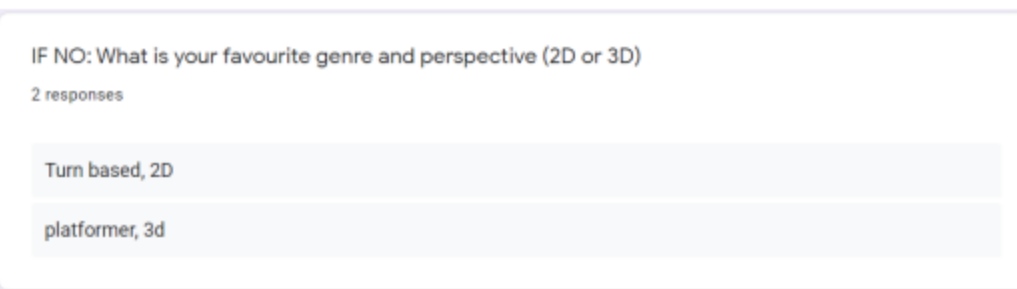 IF NO: What is your favourite genre and perspective (2D or 3D)
2 responses
Turn based, 2D
platformer, 3d